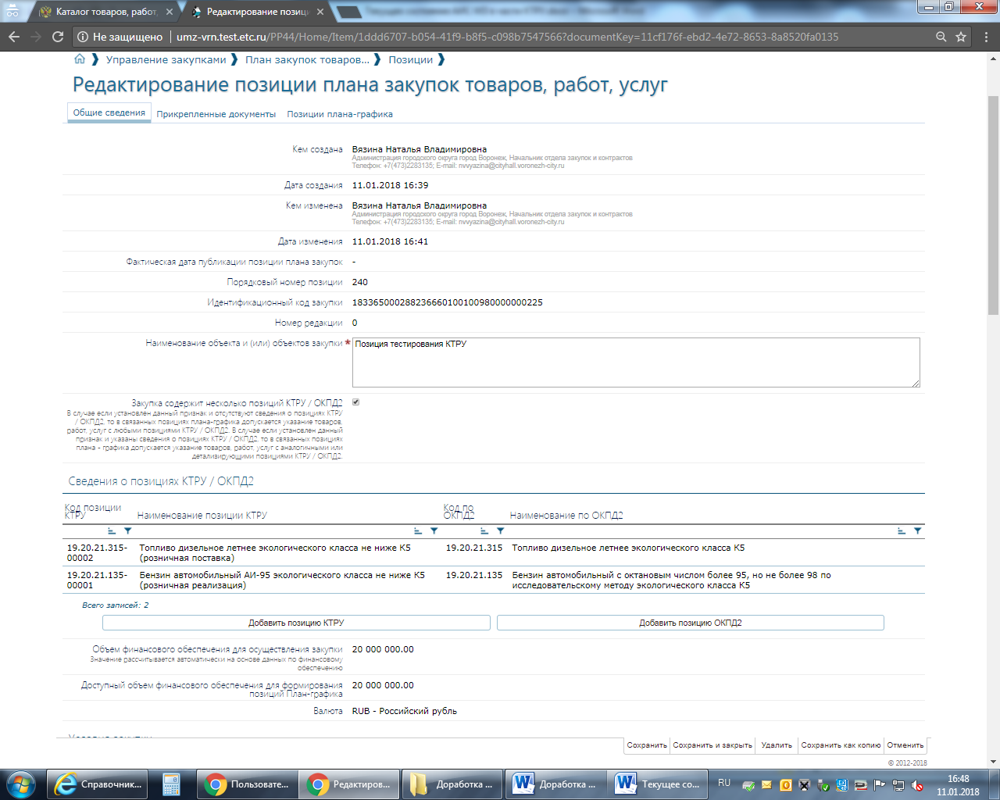 Каталог товаров, работ,
Редактирование позици
Не защищено
umz-vrn.test.etc.ru/PP44/Home/Item/1ddd6707-b054-41f9-b8f5-c098b7547566?documentKey=11cf176f-ebd2-4e72-8653-8a8520fa0135
Управление закупками ❯ План закупок товаров... ❯ Позиции ❯
Редактирование позиции плана закупок товаров, работ, услуг
Общие сведения Прикрепленные документы Позиции плана-графика
Кем создана Вязина Наталья Владимировна
Администрация городского округа город Воронеж, Начальник отдела закупок и контрактов
Телефон: +7(473)2283135; E-mail: nvvyazina@cityhall.voronezh-city.ru
Дата создания 11.01.2018 16:39
Кем изменена Вязина Наталья Владимировна
Администрация городского округа город Воронеж, Начальник отдела закупок и контрактов
Телефон: +7(473)2283135; E-mail: nvvyazina@cityhall.voronezh-city.ru
Дата изменения 11.01.2018 16:41
Фактическая дата публикации позиции плана закупок -
Порядковый номер позиции 240
Идентификационный код закупки 183365000288236660100100980000000225
Номер редакции 0
Наименование объекта и (или) объектов закупки * Позиция тестирования КТРУ
Закупка содержит несколько позиций КТРУ / ОКПД2
В случае если установлен данный признак и отсутствуют сведения о позициях КТРУ
/ ОКПД2, то в связанных позициях плана-графика допускается указание товаров,
работ, услуг с любыми позициями КТРУ / ОКПД2. В случае если установлен данный
признак и указаны сведения о позициях КТРУ / ОКПД2, то в связанных позициях
плана - графика допускается указание товаров, работ, услуг с аналогичными или
детализирующими позициями КТРУ / ОКПД2.
Сведения о позициях КТРУ / ОКПД2
Код позиции КТРУ Наименование позиции КТРУ Код по ОКПД2 Наименование по ОКПД2
19.20.21.315- Топливо дизельное летнее экологического класса не ниже К5 19.20.21.315 Топливо дизельное летнее экологического класса К5
00002 (розничная поставка)
19.20.21.135- Бензин автомобильный АИ-95 экологического класса не ниже К5 19.20.21.135 Бензин автомобильный с октановым числом более 95, но не более 98 по
00001 (розничная реализация) исследовательскому методу экологического класса К5
Всего записей: 2
Добавить позицию КТРУ Добавить позицию ОКПД2
Объем финансового обеспечения для осуществления закупки 20 000 000.00
Значение рассчитывается автоматически на основе данных по финансовому
обеспечению
Доступный объем финансового обеспечения для формирования 20 000 000.00
позиций План-графика
Валюта RUB - Российский рубль
Сохранить Сохранить и закрыть Удалить Сохранить как копию Отменить
© 2012-2018
Справочник... Пользовате... Редактиров... Доработка ... Доработка ... Текущее со... RU 16:48
11.01.2018